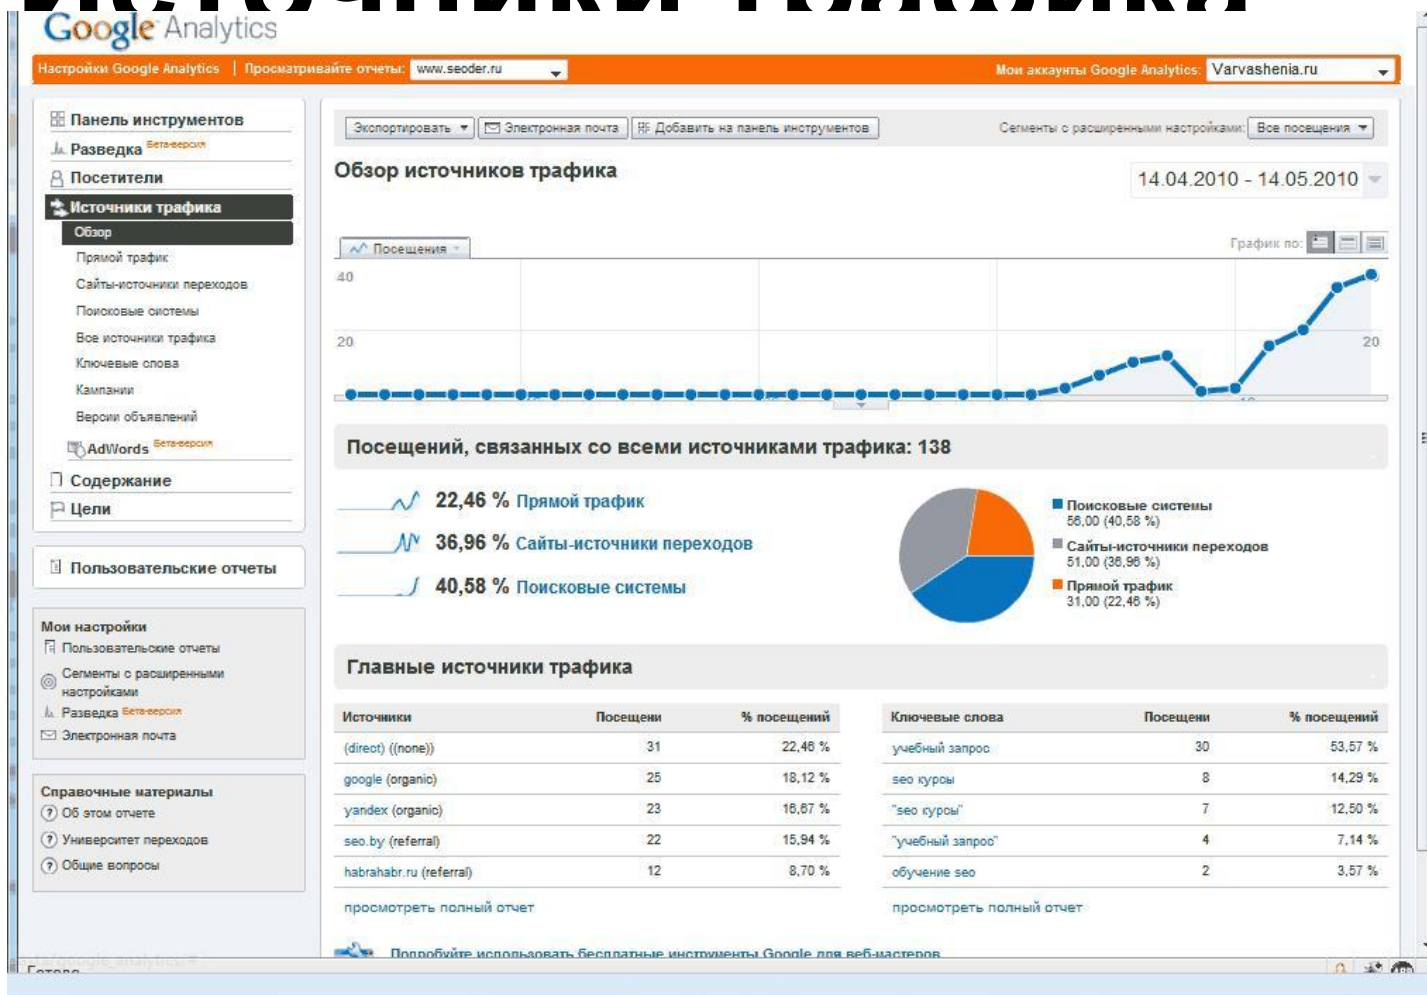 Источники трафика
Google Analytics
Настройки Google Analytics | Просматривайте отчеты: www.seoder.ru
Мои аккаунты Google Analytics: Varvashenia.ru
Панель инструментов
Разведка Бета-версия
Посетители
Источники трафика
Обзор
Прямой трафик
Сайты-источники переходов
Поисковые системы
Все источники трафика
Ключевые слова
Кампании
Версии объявлений
AdWords Бета-версия
Содержание
Цели
Пользовательские отчеты
Мои настройки
Пользовательские отчеты
Сегменты с расширенными
настройками
Разведка Бета-версия
Электронная почта
Справочные материалы
Об этом отчете
Университет переходов
Общие вопросы
Экспортировать Электронная почта Добавить на панель инструментов
Сегменты с расширенными настройками: Все посещения
Обзор источников трафика
14.04.2010 - 14.05.2010
Посещения
График по:
40
20 20
Посещений, связанных со всеми источниками трафика: 138
22,46 % Прямой трафик
36,96 % Сайты-источники переходов
40,58 % Поисковые системы
Поисковые системы
56,00 (40,58 %)
Сайты-источники переходов
51,00 (36,96 %)
Прямой трафик
31,00 (22,46 %)
Главные источники трафика
Источники Посещени % посещений
(direct) ((none)) 31 22,46 %
google (organic) 25 18,12 %
yandex (organic) 23 16,67 %
seo.by (referral) 22 15,94 %
habrahabr.ru (referral) 12 8,70 %
просмотреть полный отчет
Ключевые слова Посещени % посещений
учебный запрос 30 53,57 %
seo курсы 8 14,29 %
"seo курсы" 7 12,50 %
"учебный запрос" 4 7,14 %
обучение seo 2 3,57 %
просмотреть полный отчет
Попробуйте использовать бесплатные инструменты Google для веб-мастеров
Готово